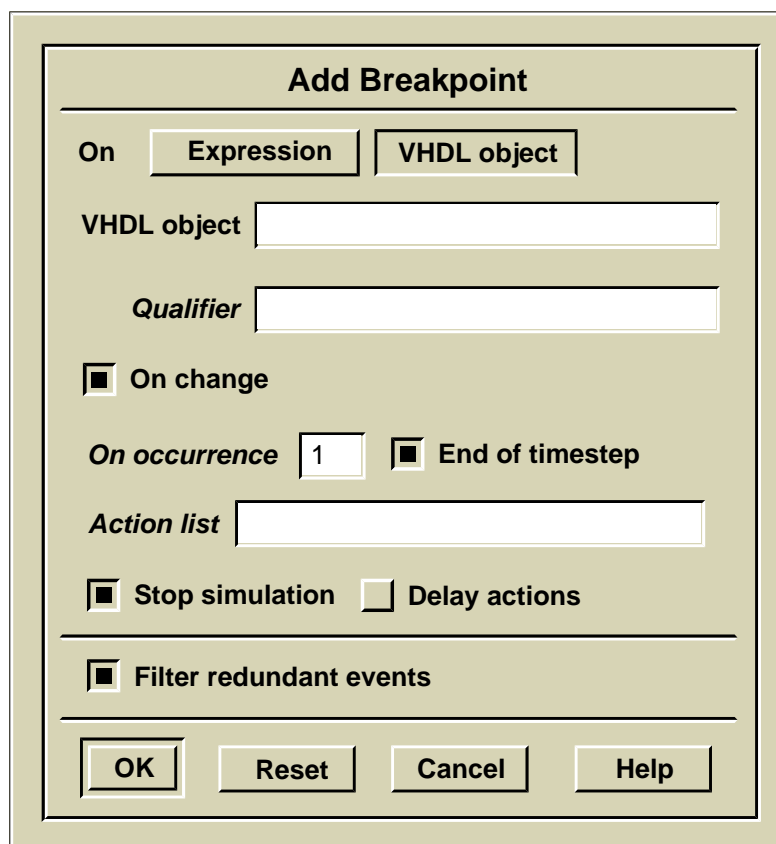 Add Breakpoint
On Expression VHDL object
VHDL object
Qualifier
On change
On occurrence 1 End of timestep
Action list
Stop simulation Delay actions
Filter redundant events
OK Reset Cancel Help